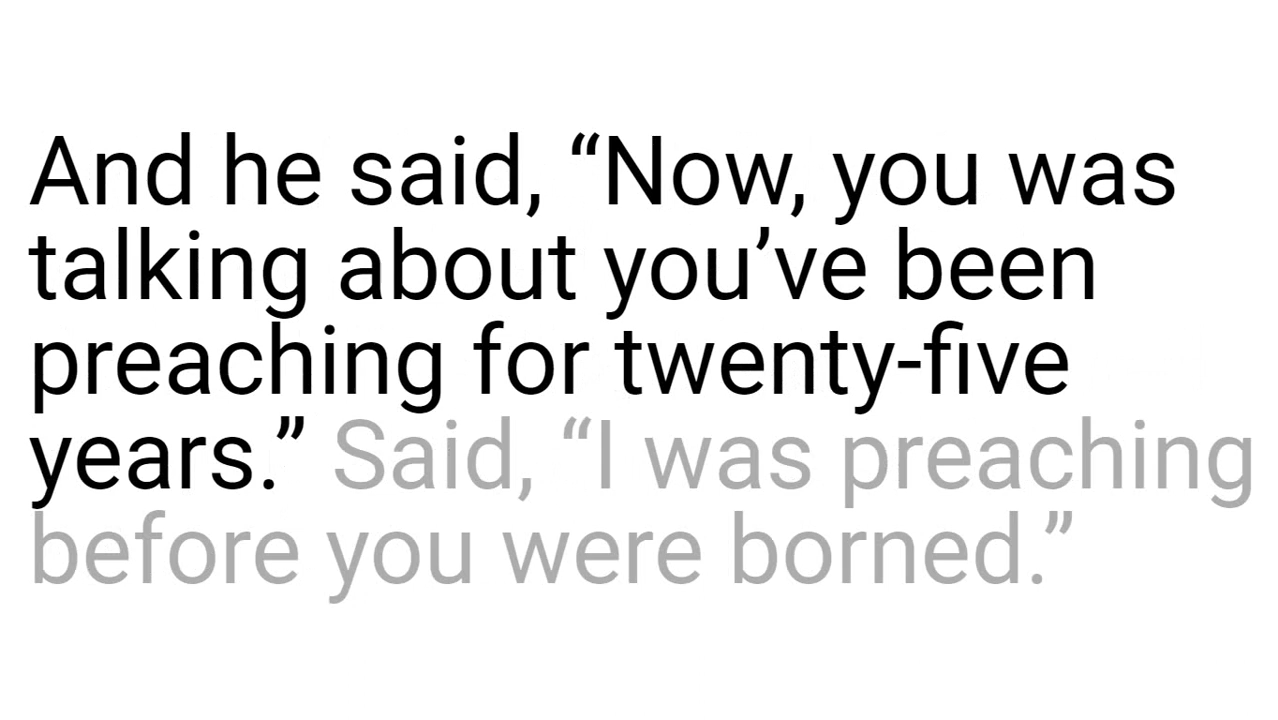 And he said, “Now, you was
talking about you’ve been
preaching for twenty-five
years.” Said, “I was preaching
before you were borned.”